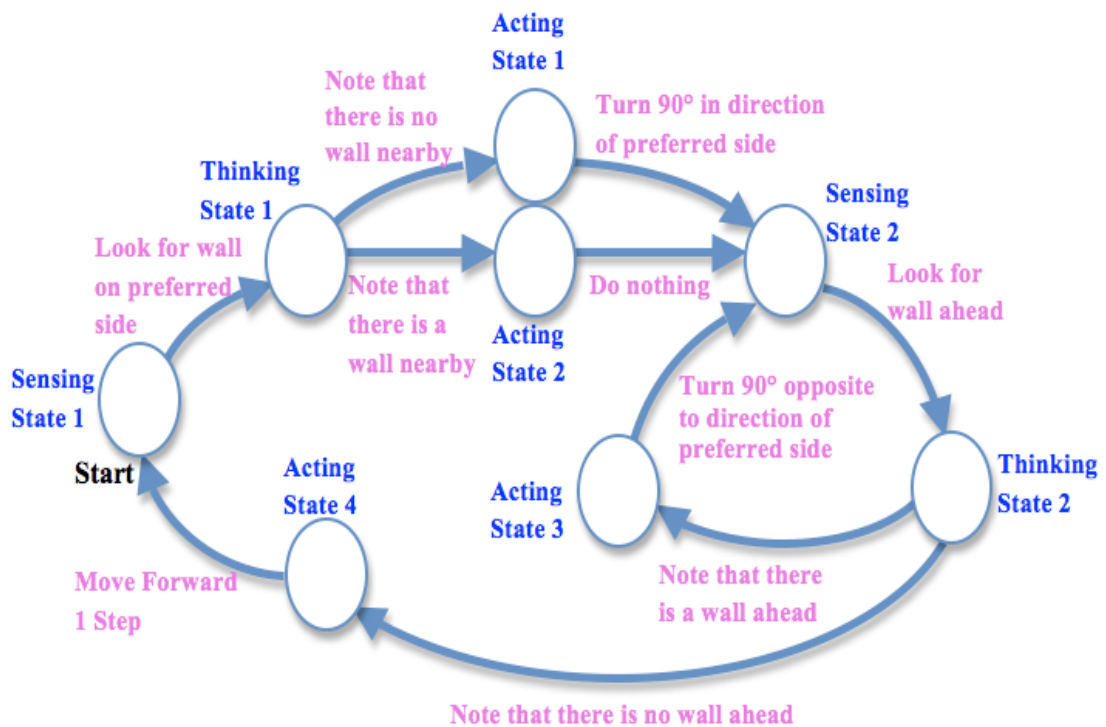 Acting
State 1
Note that
there is no
wall nearby
Turn 90° in direction
of preferred side
Thinking
State 1
Sensing
State 2
Look for wall
on preferred
side
Note that
there is a
wall nearby
Do nothing
Look for
wall ahead
Acting
State 2
Sensing
State 1
Turn 90° opposite
to direction of
preferred side
Start
Acting
State 4
Acting
State 3
Thinking
State 2
Move Forward
1 Step
Note that there
is a wall ahead
Note that there is no wall ahead